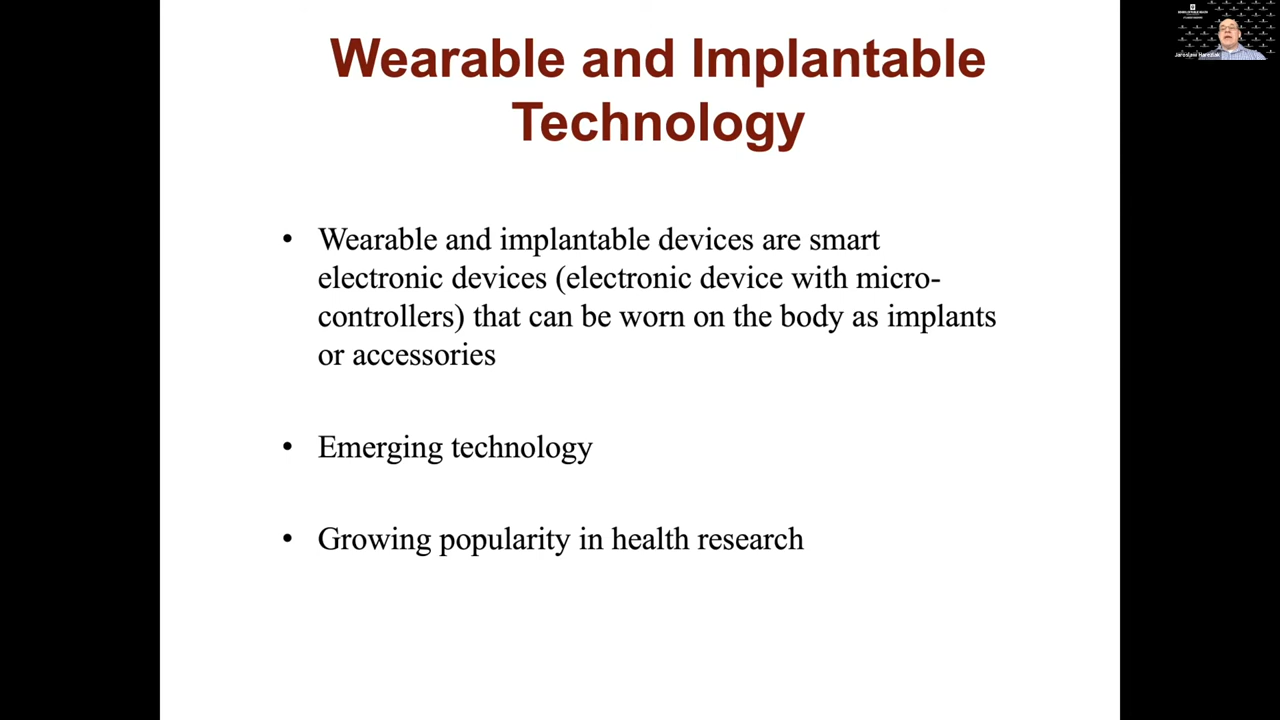 Wearable and Implantable
Technology
• Wearable and implantable devices are smart
electronic devices (electronic device with micro-
controllers) that can be worn on the body as implants
or accessories
• Emerging technology
• Growing popularity in health research